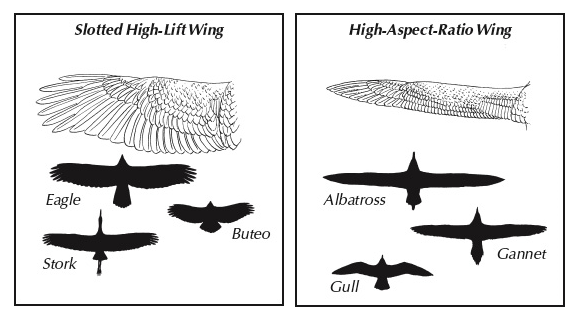 Slotted High-Lift Wing
Eagle
Buteo
Stork
High-Aspect-Ratio Wing
Albatross
Gannet
Gull